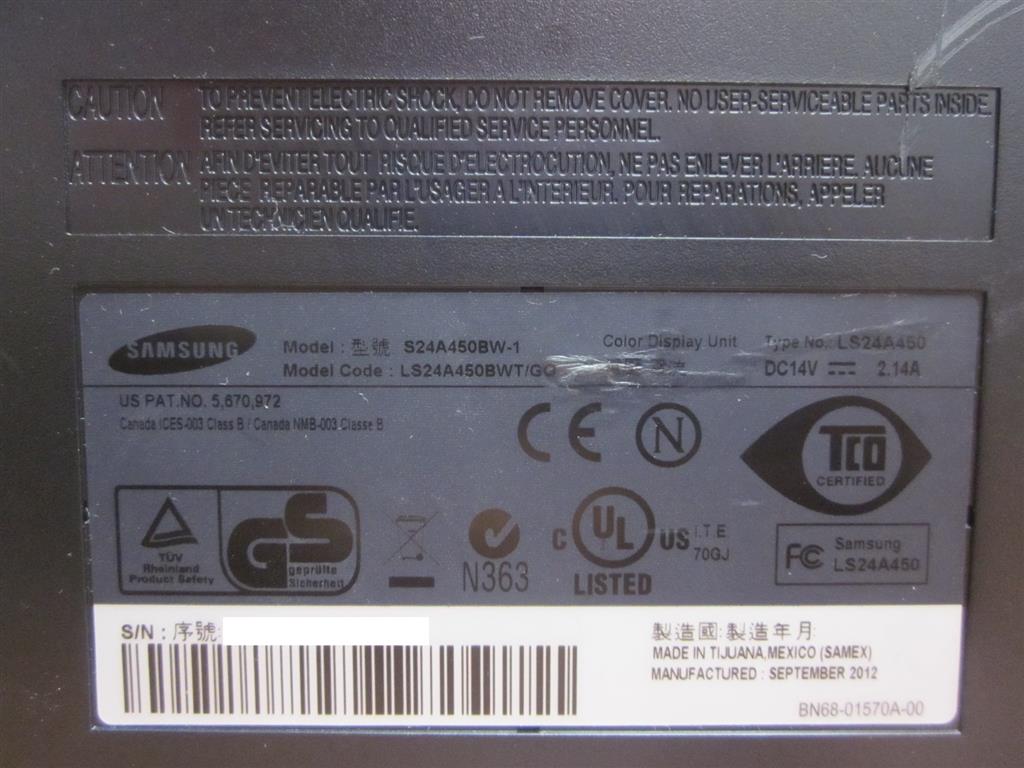 CAUTION TO PREVENT ELECTRIC SHOCK, DO NOT REMOVE COVER. NO USER-SERVICEABLE PARTS INSIDE.
REFER SERVICING TO QUALIFIED SERVICE PERSONNEL.
ATTENTION AFIN D'EVITER TOUT RISQUE D'ELECTROCUTION, NE PAS ENLEVER L'ARRIERE. AUCUNE
PIECE REPARABLE PAR L'USAGER A L'INTERIEUR. POUR REPARATIONS, APPELER
UN TECHNICIEN QUALIFIE.
SAMSUNG
Model : 型號 S24A450BW-1
Model Code : LS24A450BWT/GO
Color Display Unit
Type No.: LS24A450
DC14V 2.14A
US PAT.NO. 5,670,972
Canada ICES-003 Class B / Canada NMB-003 Classe B
CE
N
TCO
CERTIFIED
TÜV
Rheinland
Product Safety
GS
geprüfte
Sicherheit
N363
C UL US
LISTED
I.T.E.
70GJ
FC Samsung
LS24A450
S/N : 序號:
製造國: 製造年月:
MADE IN TIJUANA,MEXICO (SAMEX)
MANUFACTURED : SEPTEMBER 2012
BN68-01570A-00